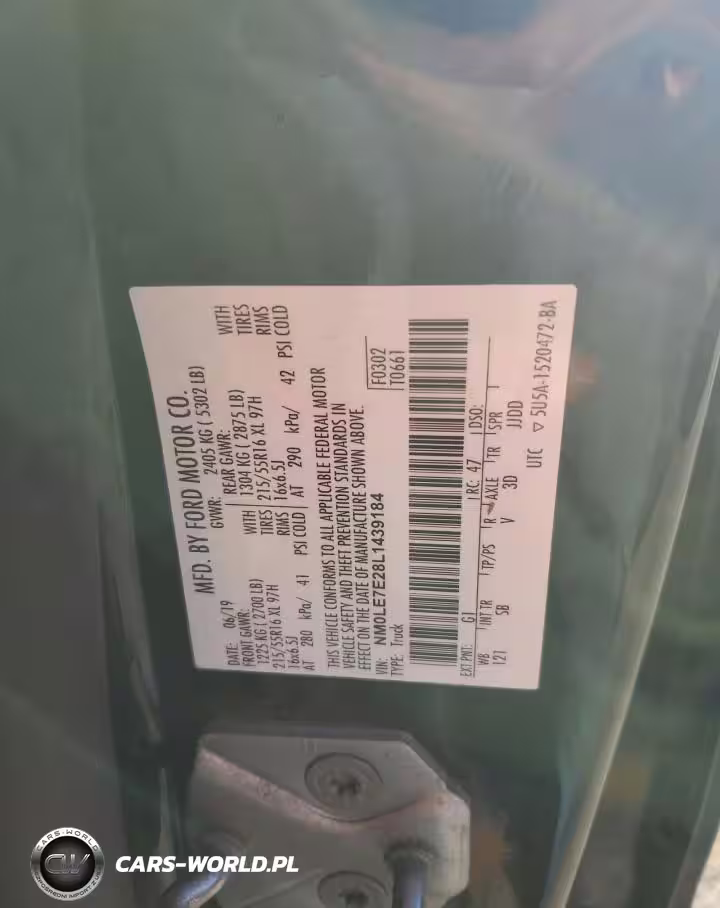 MFD. BY FORD MOTOR CO.
DATE: 06/19
GVWR: 2405 KG ( 5302 LB)
FRONT GAWR:
1225 KG ( 2700 LB)
WITH
215/55R16 XL 97H
TIRES
16x6.5J
RIMS
AT 280 kPa/ 41 PSI COLD
REAR GAWR:
1304 KG ( 2875 LB)
WITH
215/55R16 XL 97H
TIRES
16x6.5J
RIMS
AT 290 kPa/ 42 PSI COLD
THIS VEHICLE CONFORMS TO ALL APPLICABLE FEDERAL MOTOR
VEHICLE SAFETY AND THEFT PREVENTION STANDARDS IN
EFFECT ON THE DATE OF MANUFACTURE SHOWN ABOVE.
VIN: NM0LE7E28L1439184
TYPE: Truck
F0302
T0661
EXT PNT: G1 RC: 47 DSO:
WB INT TR TP/PS R AXLE TR SPR
121 SB V 3D JJDD
UTC ▽ 5U5A-1520472-BA
CARS-WORLD
CW
CARS-WORLD.PL